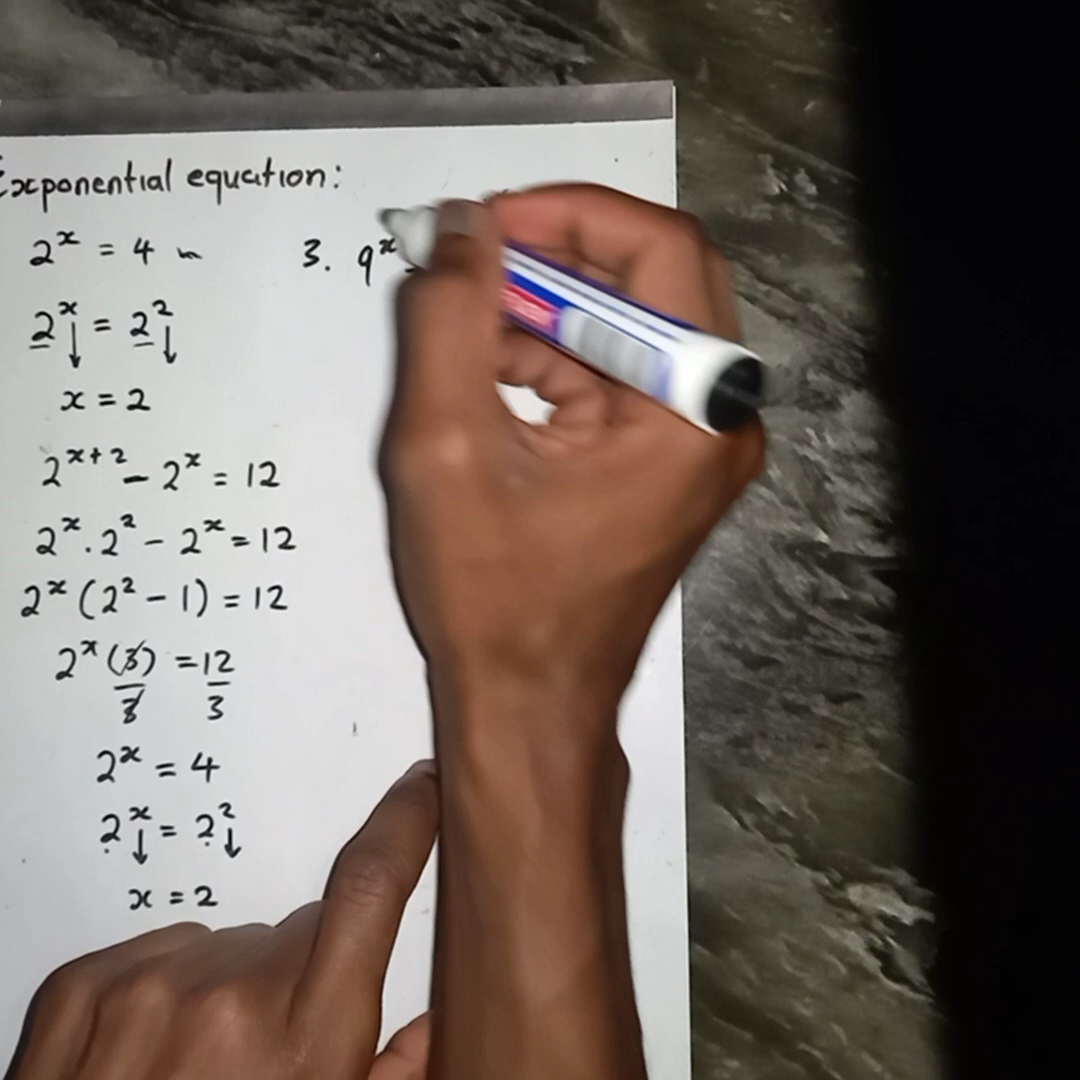 Exponential equation:
2^x = 4
2^x = 2^2
x = 2
2^(x+2) - 2^x = 12
2^x . 2^2 - 2^x = 12
2^x (2^2 - 1) = 12
2^x (3)/3 = 12/3
2^x = 4
2^x = 2^2
x = 2
3. 9^x